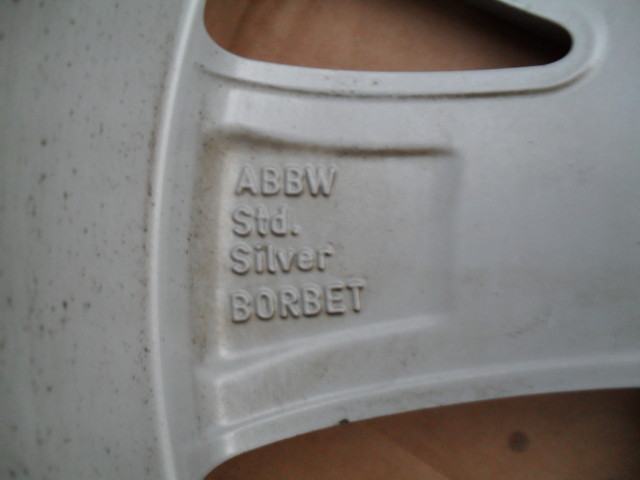 ABBW
Std.
Silver
BORBET